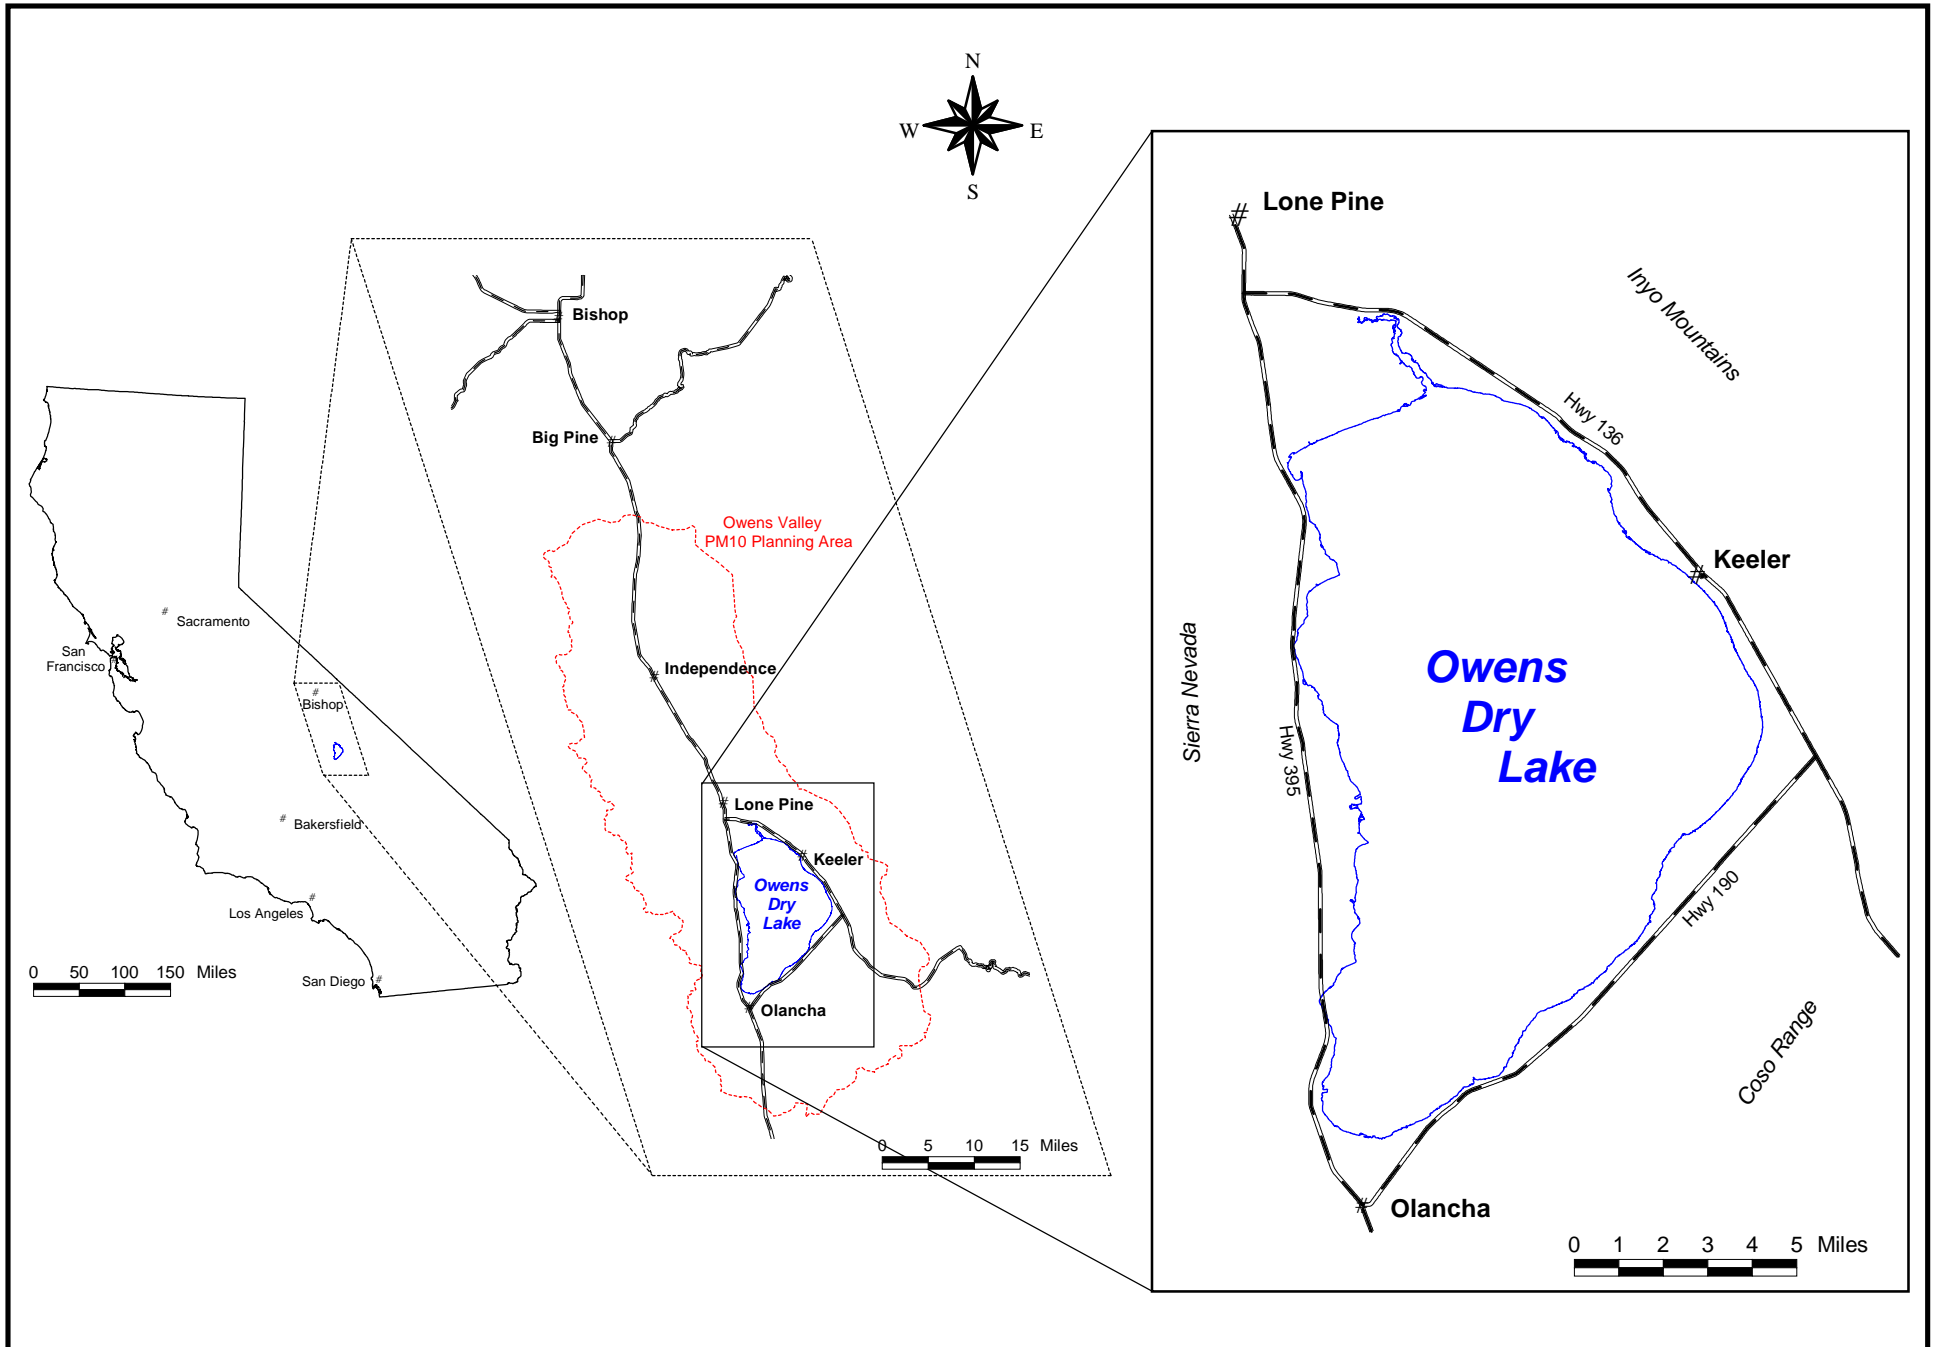 N
W
E
S
Sacramento
San
Francisco
Bishop
Bakersfield
Los Angeles
San Diego
0 50 100 150 Miles
Bishop
Big Pine
Owens Valley
PM10 Planning Area
Independence
Lone Pine
Keeler
Owens
Dry
Lake
Olancha
0 5 10 15 Miles
Lone Pine
Inyo Mountains
Hwy 136
Keeler
Sierra Nevada
Owens
Dry
Lake
Hwy 395
Hwy 190
Coso Range
Olancha
0 1 2 3 4 5 Miles